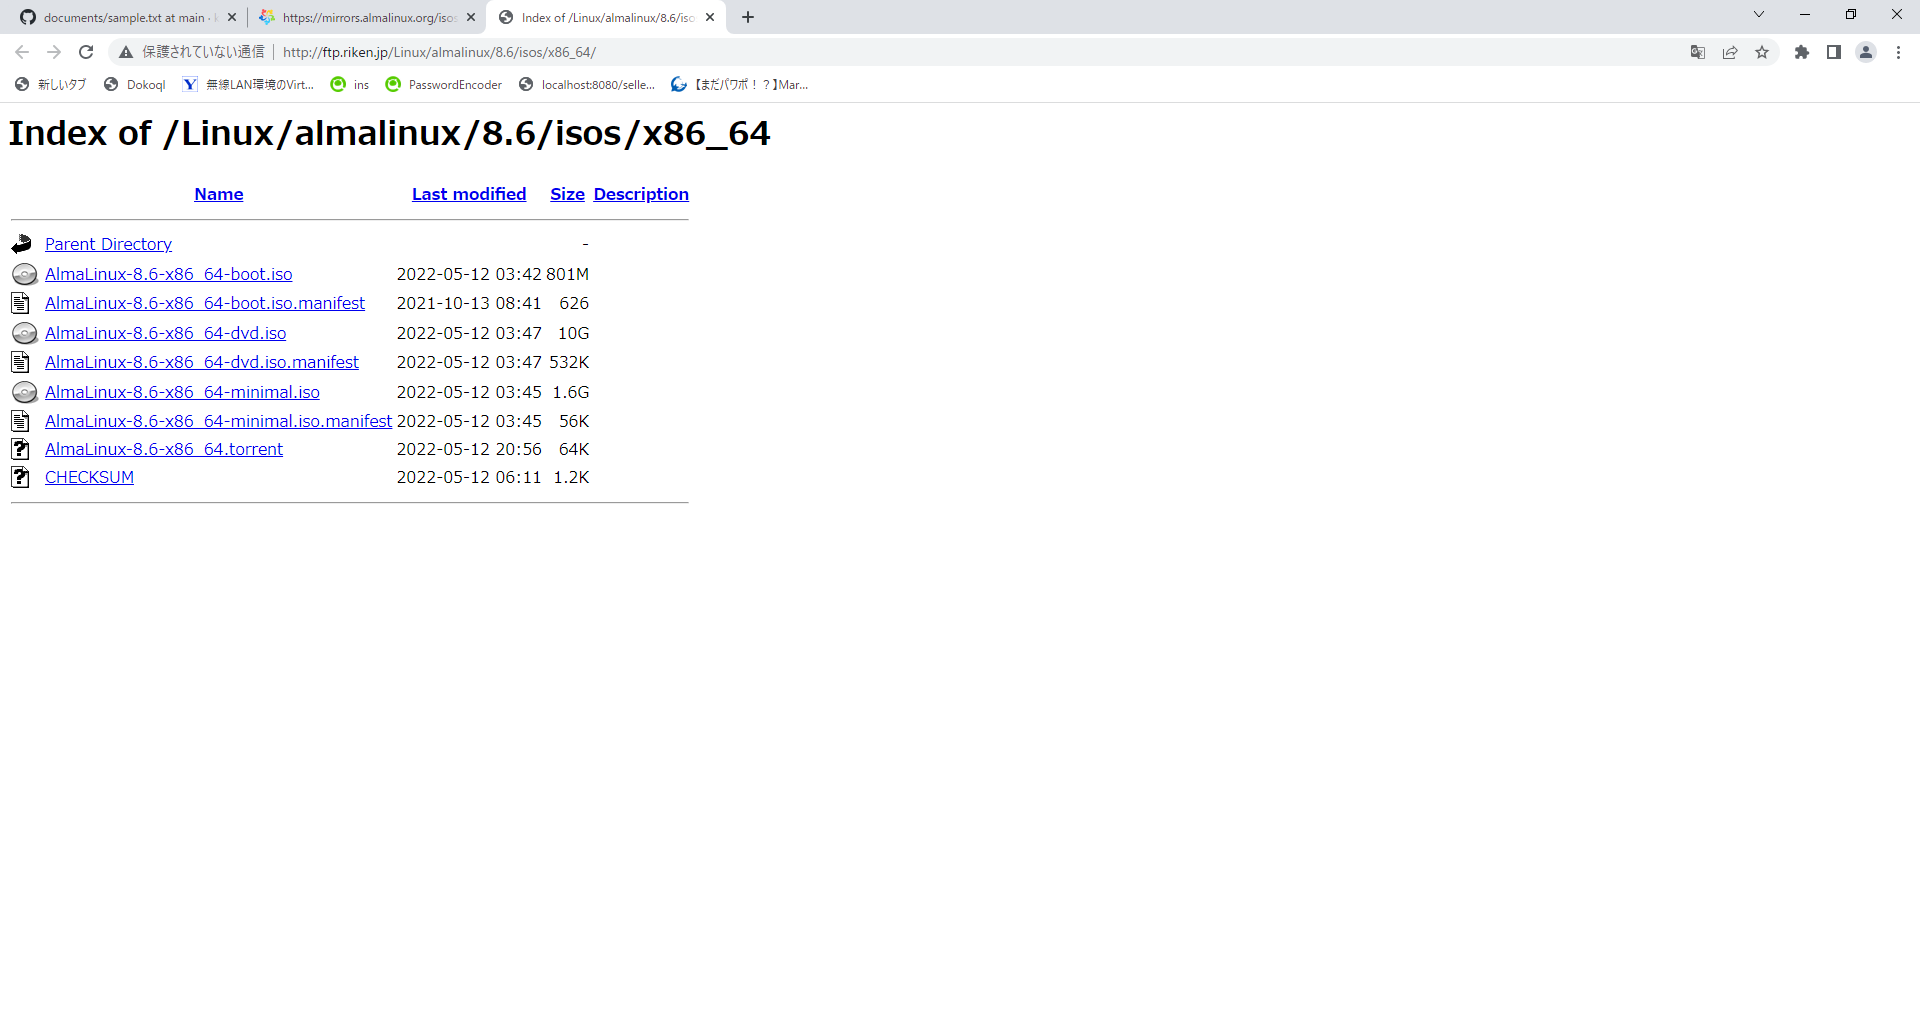 documents/sample.txt at main · k
https://mirrors.almalinux.org/isos
Index of /Linux/almalinux/8.6/iso
保護されていない通信 http://ftp.riken.jp/Linux/almalinux/8.6/isos/x86_64/
新しいタブ Dokoql 無線LAN環境のVirt... ins PasswordEncoder localhost:8080/selle... 【まだパワポ！？】Mar...
Index of /Linux/almalinux/8.6/isos/x86_64
Name Last modified Size Description
Parent Directory -
AlmaLinux-8.6-x86_64-boot.iso 2022-05-12 03:42 801M
AlmaLinux-8.6-x86_64-boot.iso.manifest 2021-10-13 08:41 626
AlmaLinux-8.6-x86_64-dvd.iso 2022-05-12 03:47 10G
AlmaLinux-8.6-x86_64-dvd.iso.manifest 2022-05-12 03:47 532K
AlmaLinux-8.6-x86_64-minimal.iso 2022-05-12 03:45 1.6G
AlmaLinux-8.6-x86_64-minimal.iso.manifest 2022-05-12 03:45 56K
AlmaLinux-8.6-x86_64.torrent 2022-05-12 20:56 64K
CHECKSUM 2022-05-12 06:11 1.2K